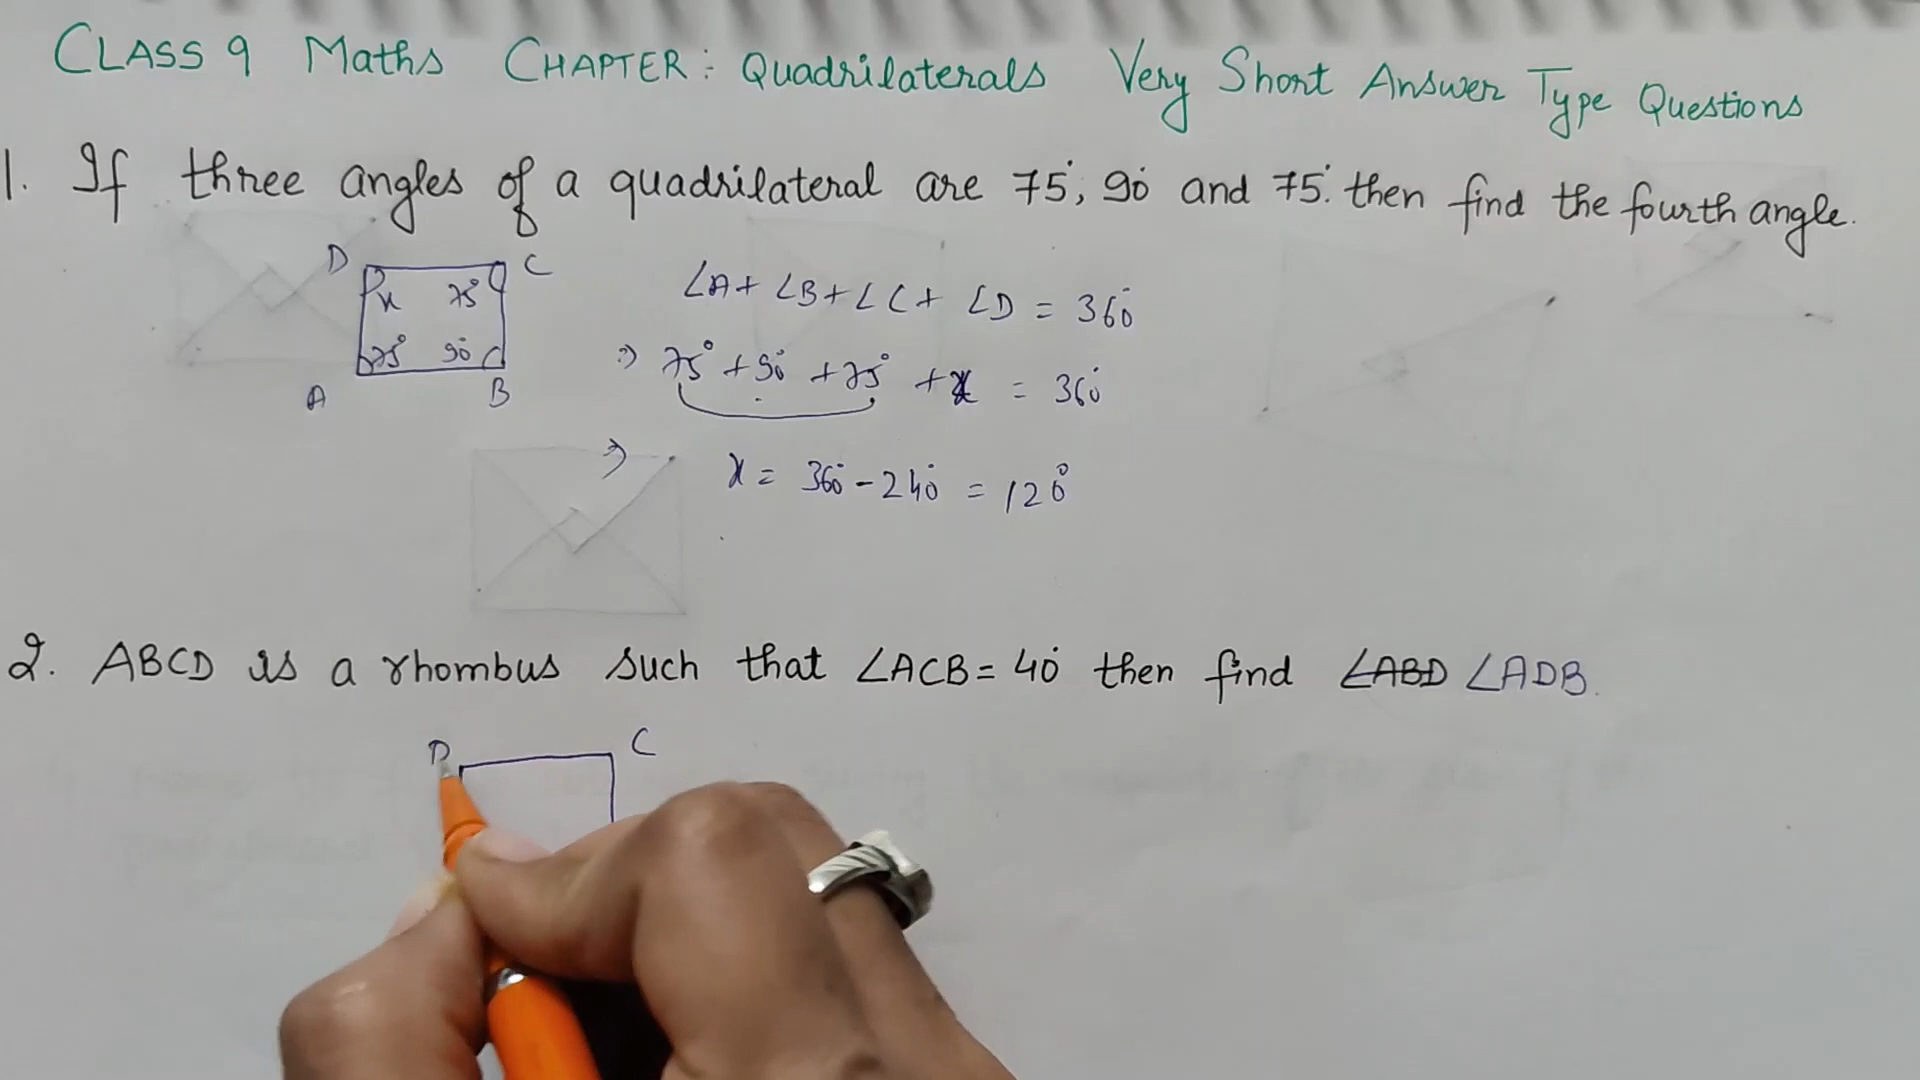 CLASS 9 Maths CHAPTER: Quadrilaterals Very Short Answer Type Questions
1. If three angles of a quadrilateral are 75°, 90° and 75°. then find the fourth angle.
D C
x 75°
75° 90°
A B
∠A + ∠B + ∠C + ∠D = 360°
⇒ 75° + 90° + 75° + x = 360°
⇒ x = 360° - 240° = 120°
2. ABCD is a rhombus such that ∠ACB = 40° then find ∠ABD ∠ADB.
D C